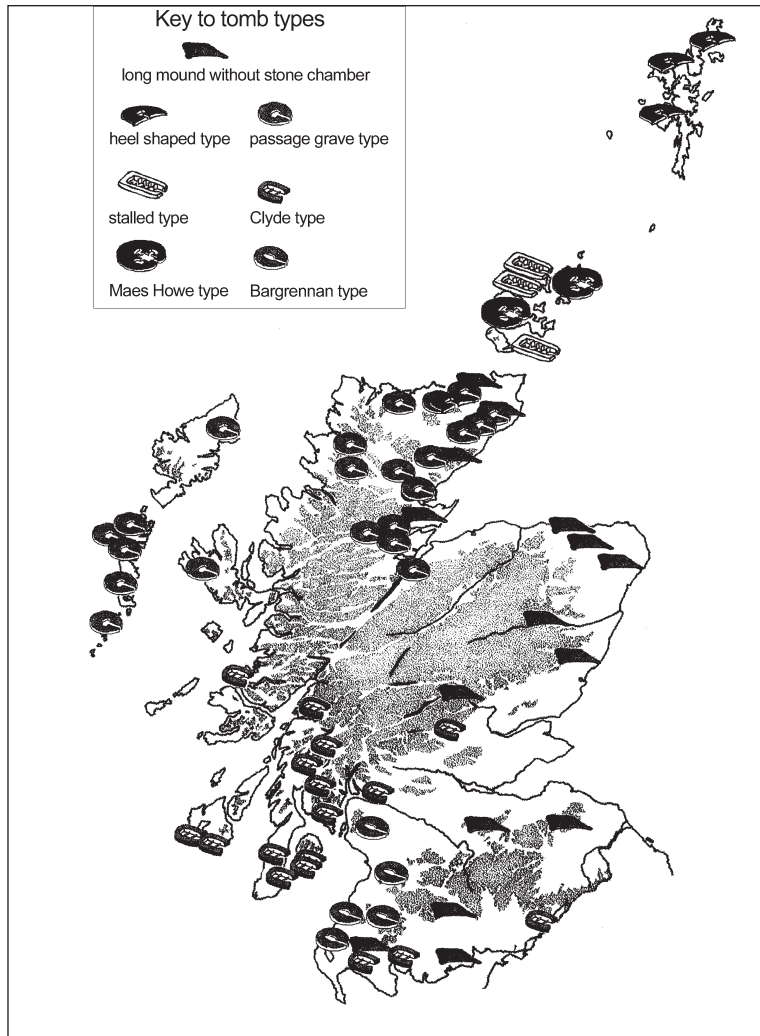 Key to tomb types
long mound without stone chamber
heel shaped type passage grave type
stalled type Clyde type
Maes Howe type Bargrennan type